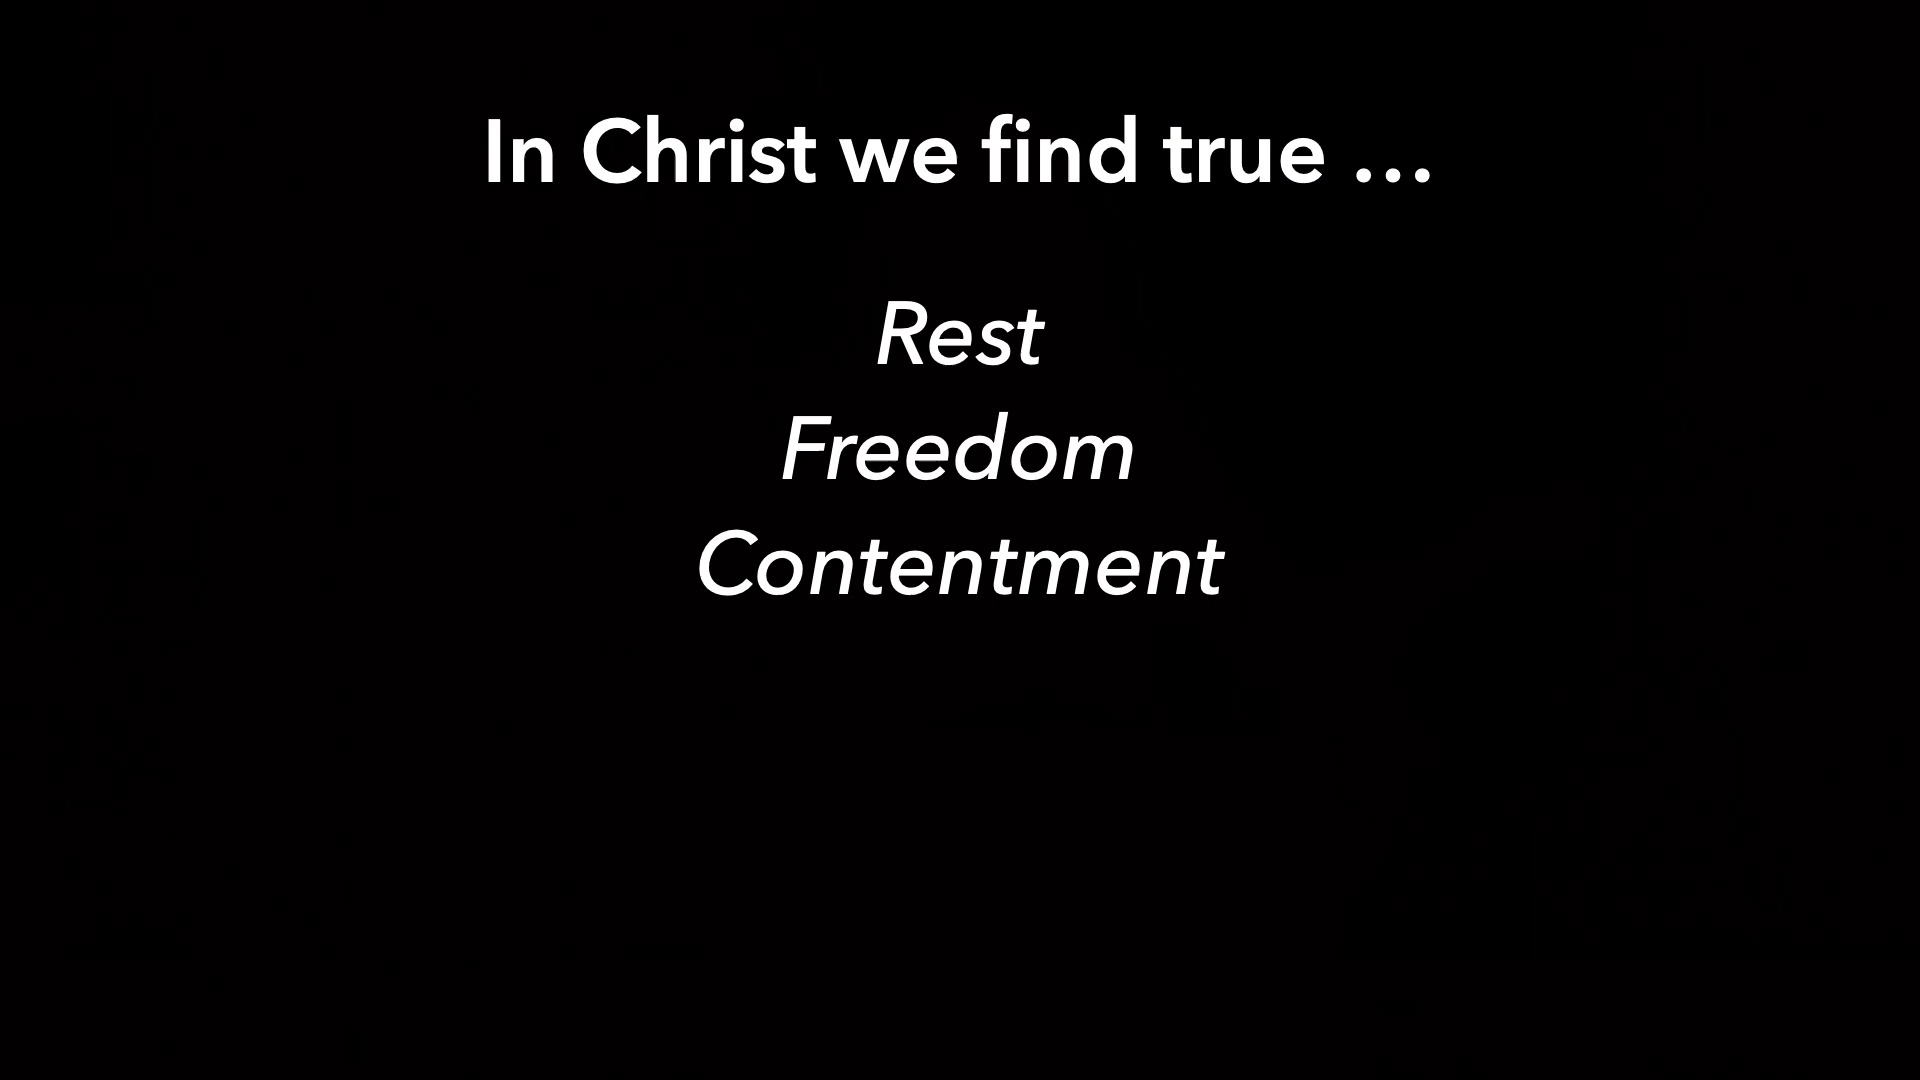 In Christ we find true …
Rest
Freedom
Contentment